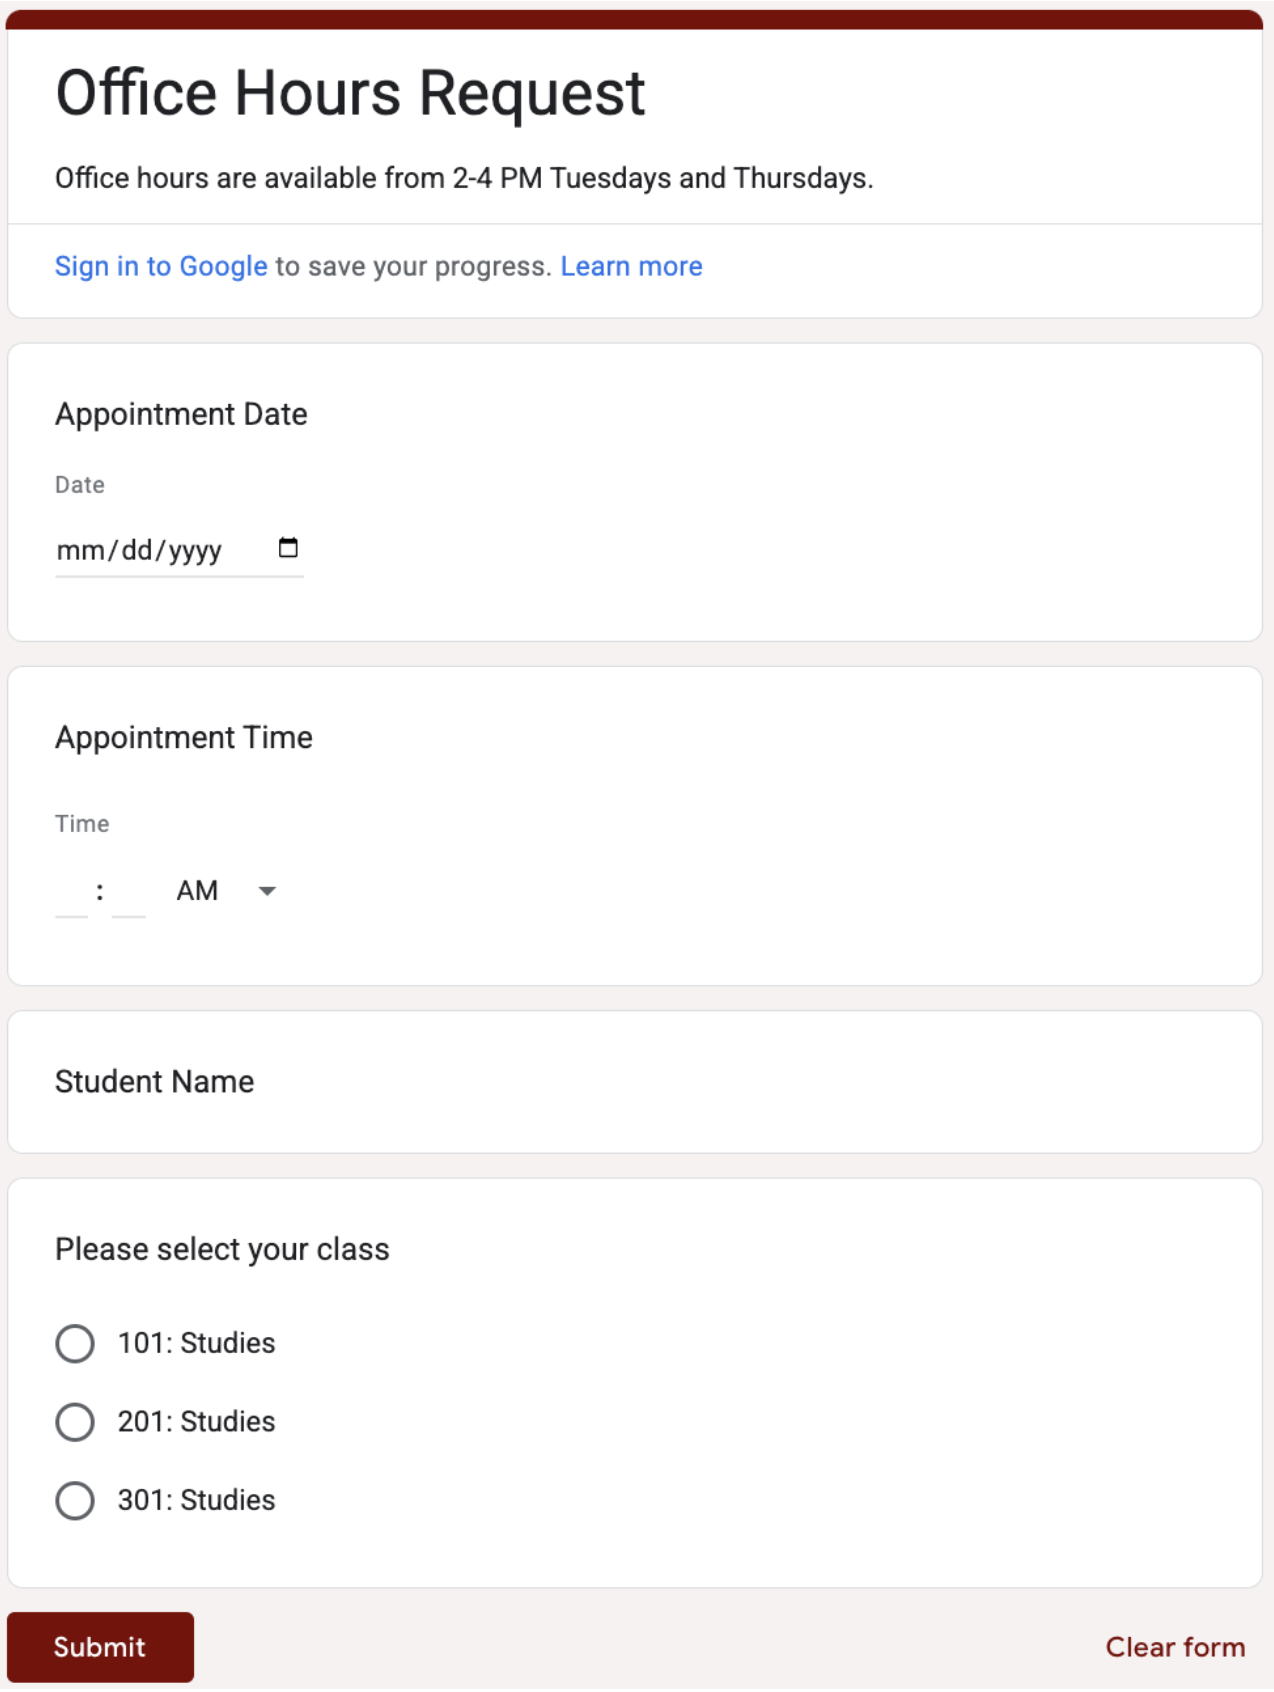 Office Hours Request
Office hours are available from 2-4 PM Tuesdays and Thursdays.
Sign in to Google to save your progress. Learn more
Appointment Date
Date
mm/dd/yyyy
Appointment Time
Time
: AM
Student Name
Please select your class
101: Studies
201: Studies
301: Studies
Submit Clear form